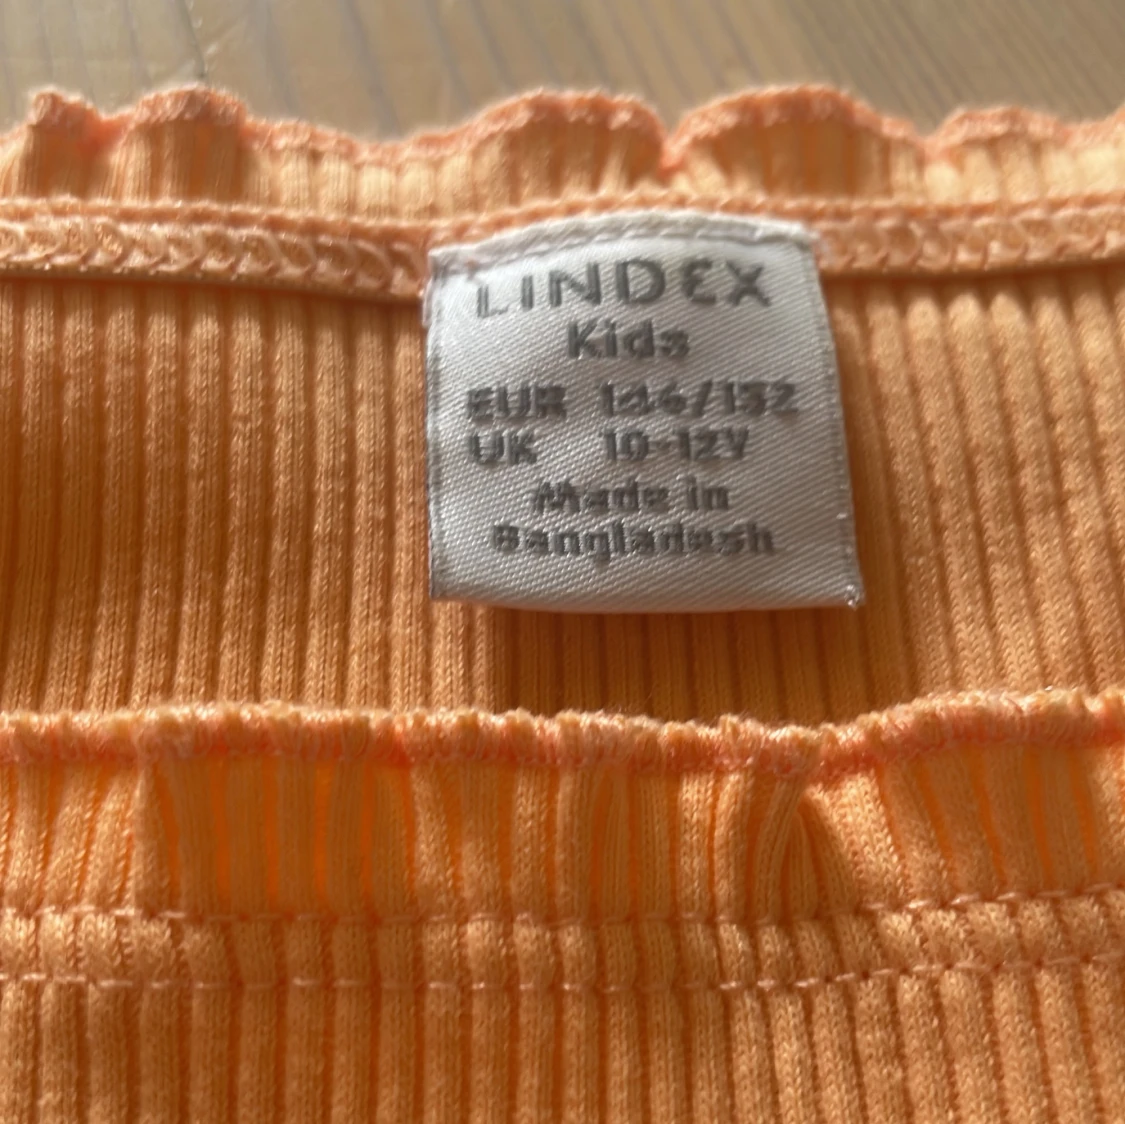 LINDEX
Kids
EUR 146/152
UK 10-12Y
Made in
Bangladesh